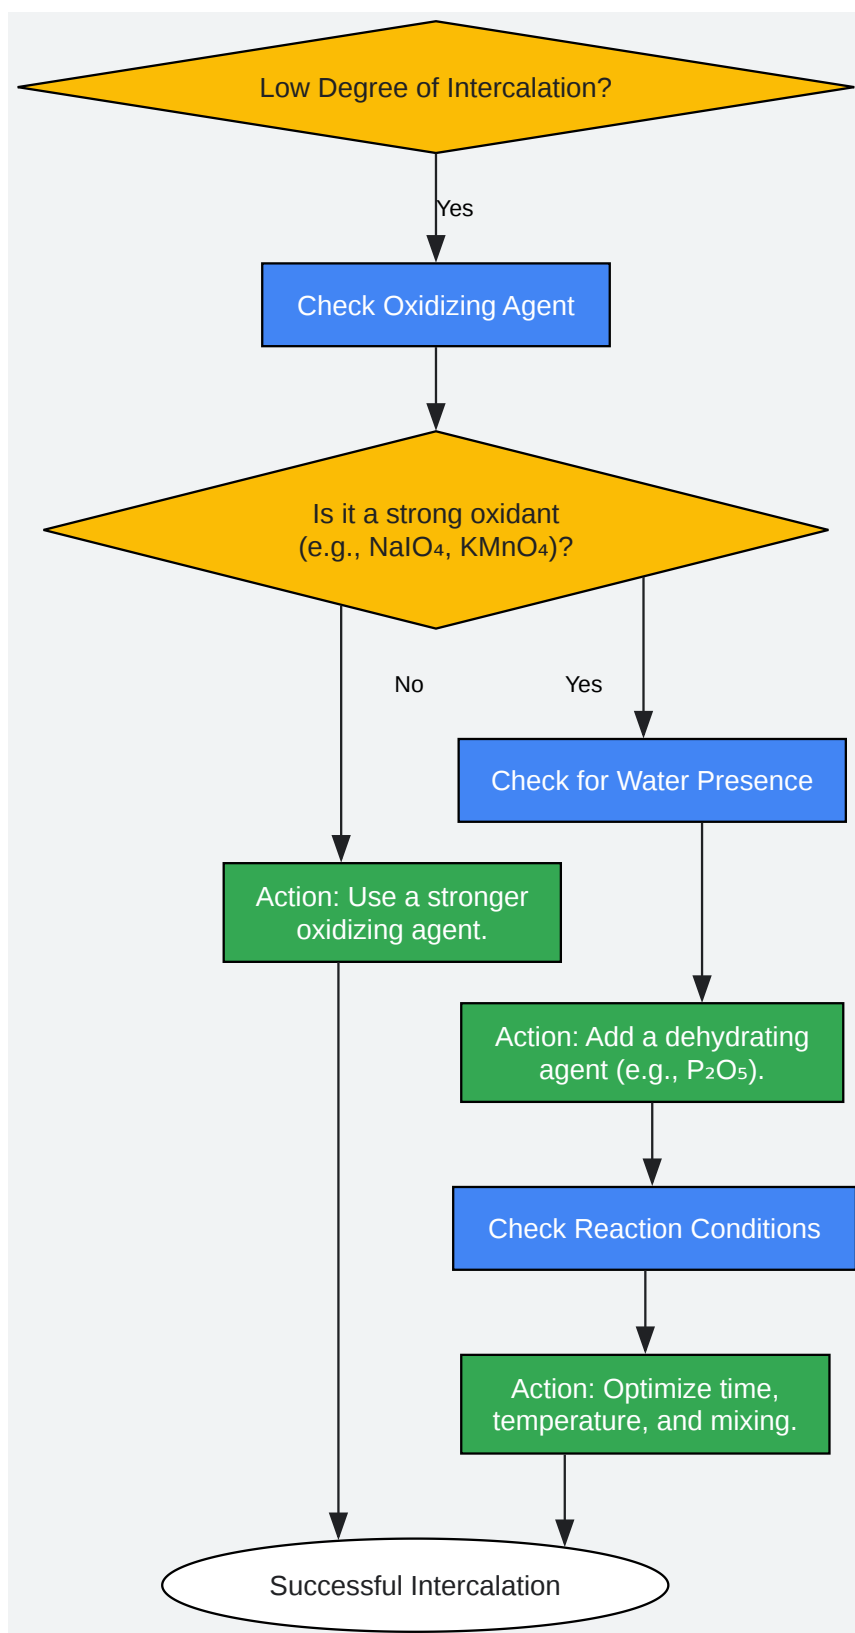 Low Degree of Intercalation?
Yes
Check Oxidizing Agent
Is it a strong oxidant
(e.g., NaIO₄, KMnO₄)?
No
Yes
Check for Water Presence
Action: Use a stronger
oxidizing agent.
Action: Add a dehydrating
agent (e.g., P₂O₅).
Check Reaction Conditions
Action: Optimize time,
temperature, and mixing.
Successful Intercalation